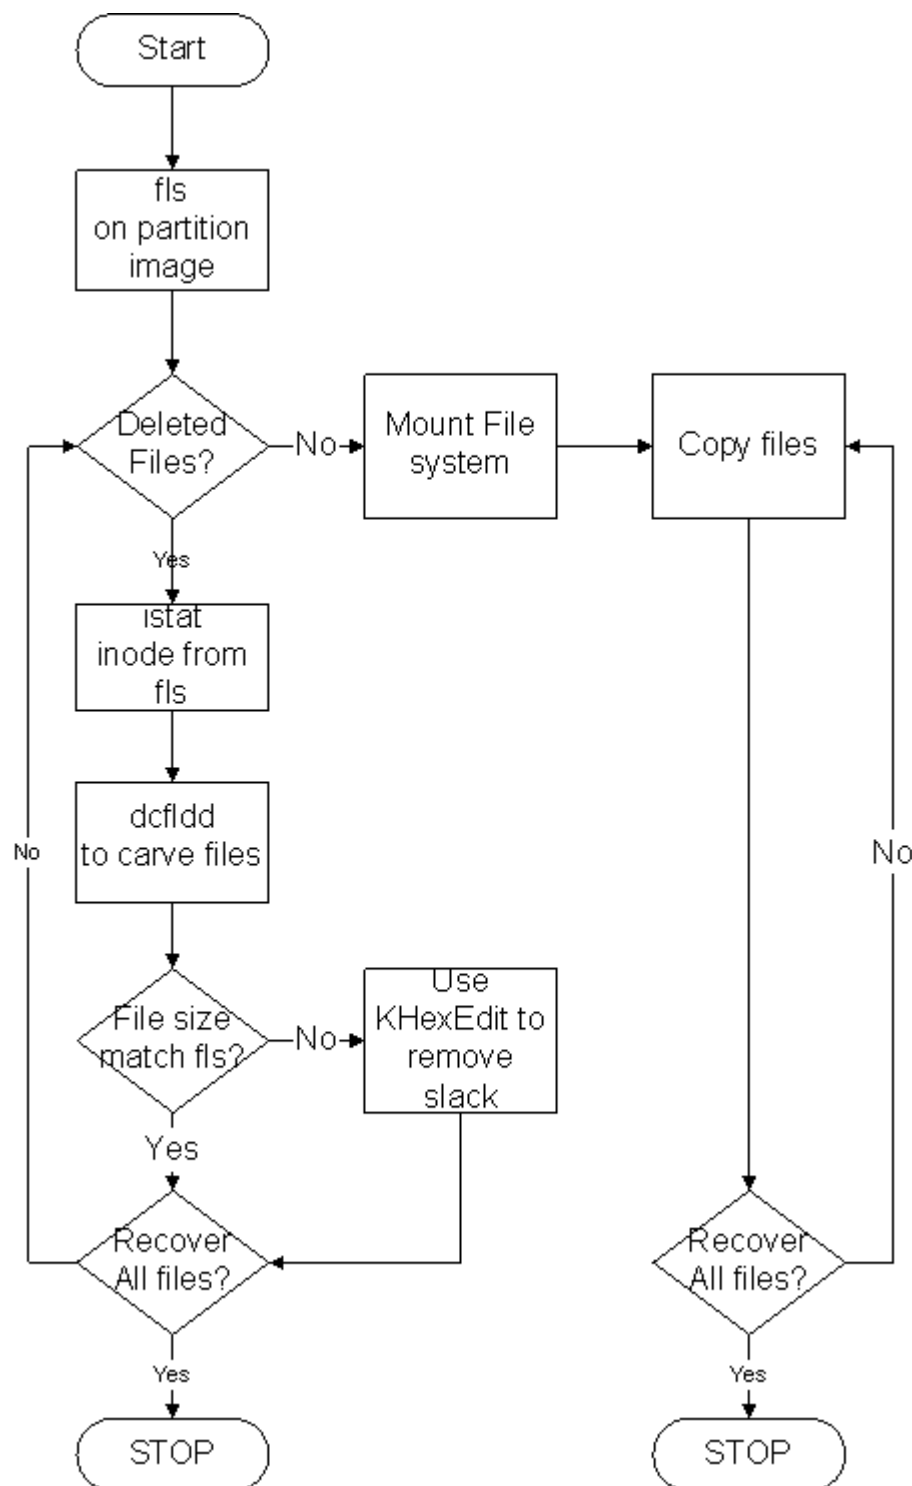 Start
fls
on partition
image
Deleted
Files?
No
Mount File
system
Copy files
Yes
istat
inode from
fls
dcfldd
to carve files
No
No
File size
match fls?
No
Use
KHexEdit to
remove
slack
Yes
Recover
All files?
Recover
All files?
Yes
Yes
STOP
STOP